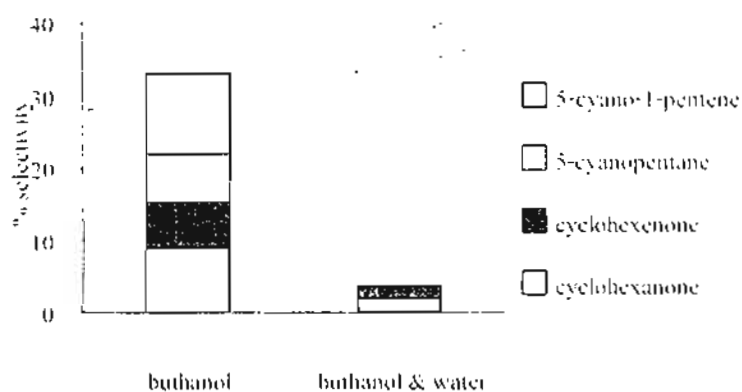 40
30
20
10
0
% selectivity
5-cyano-1-pentene
5-cyanopentane
cyclohexenone
cyclohexanone
buthanol
buthanol & water